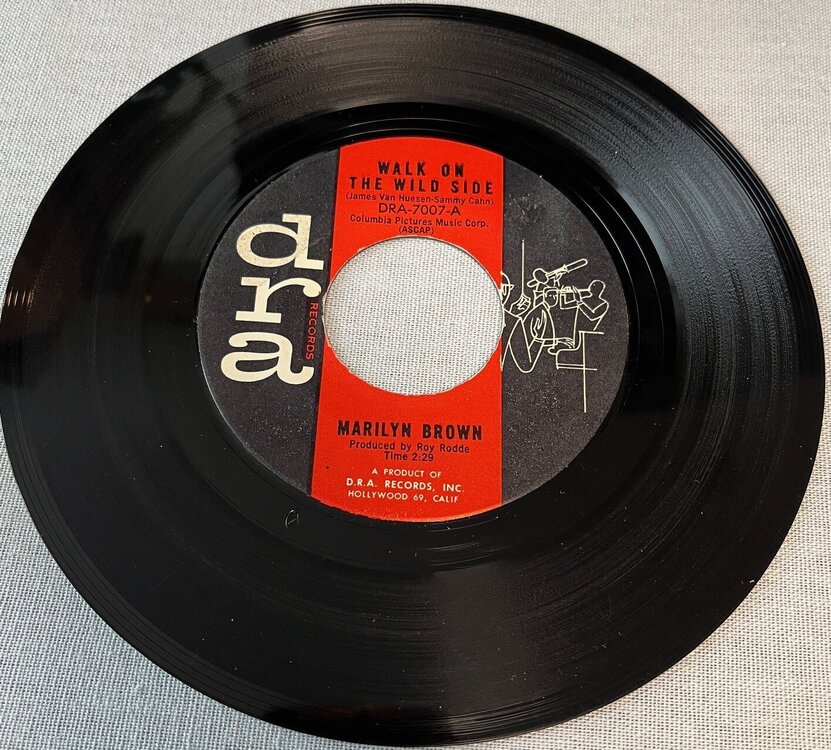 WALK ON
THE WILD SIDE
(James Van Huesen-Sammy Cahn)
DRA-7007-A
Columbia Pictures Music Corp.
(ASCAP)
dra
RECORDS
MARILYN BROWN
Produced by Roy Rodde
Time 2:29
A PRODUCT OF
D.R.A. RECORDS, INC.
HOLLYWOOD 69, CALIF